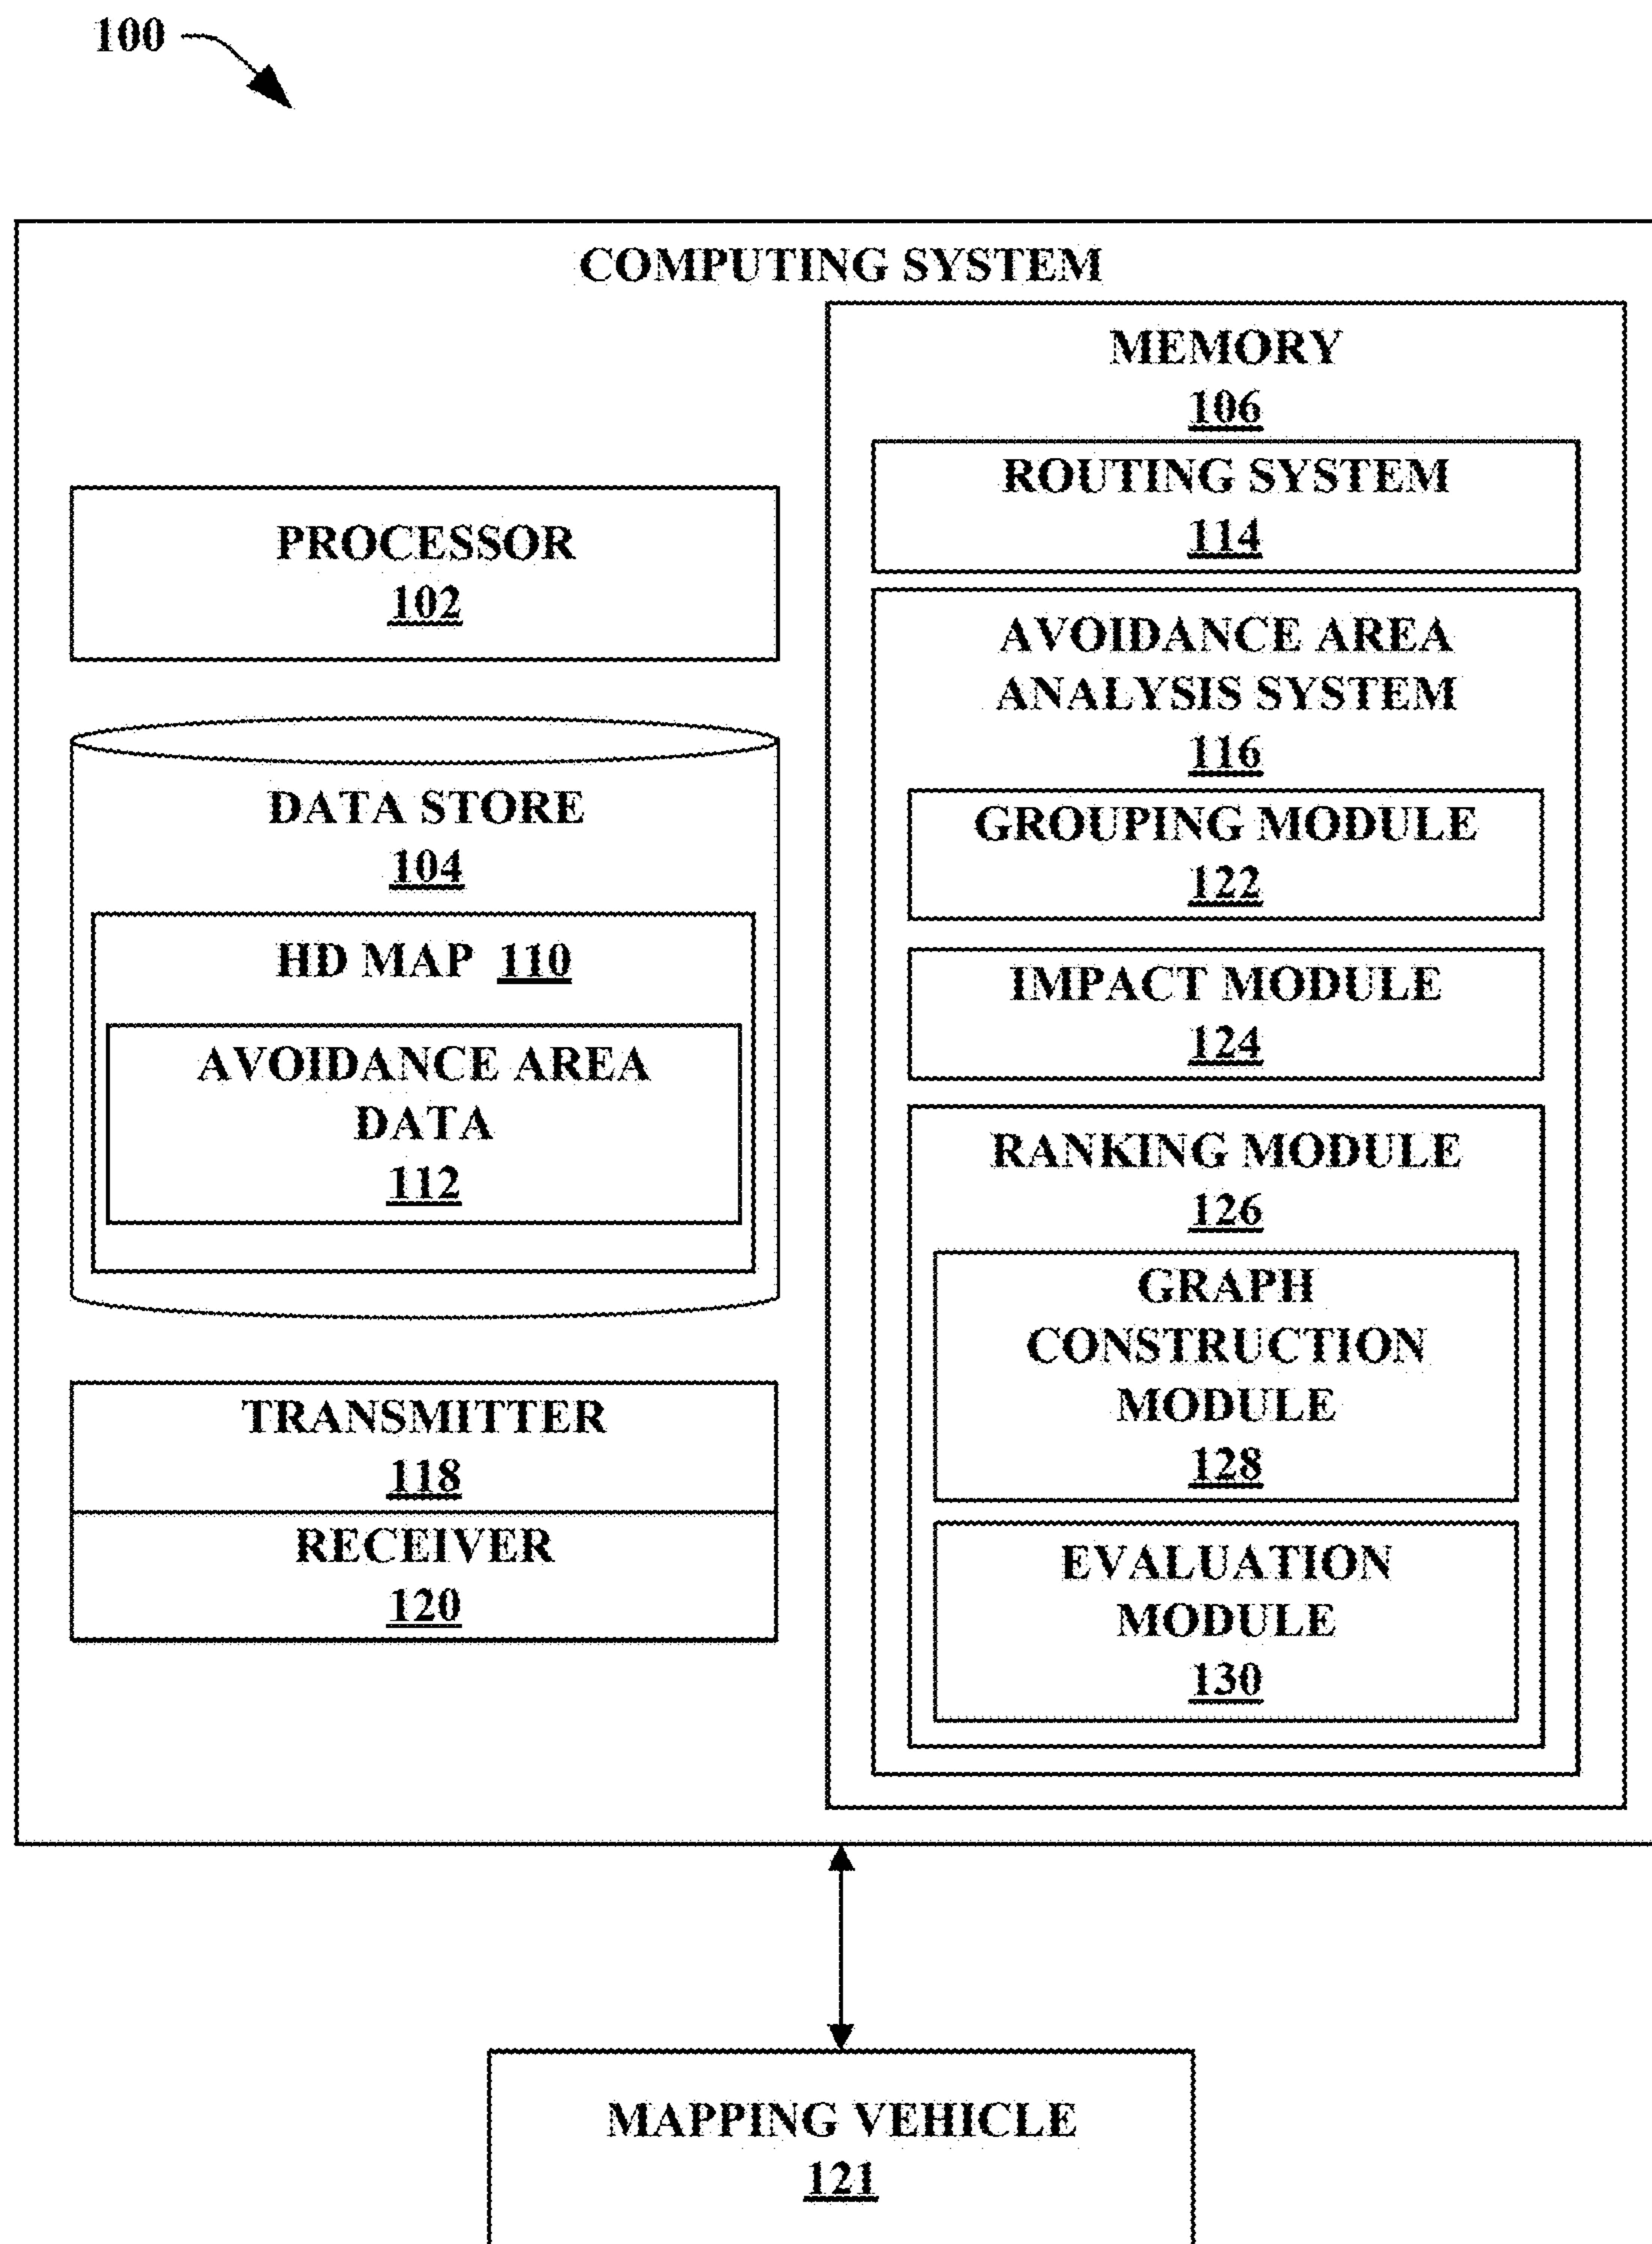 100
COMPUTING SYSTEM
PROCESSOR
102
DATA STORE
104
HD MAP 110
AVOIDANCE AREA
DATA
112
TRANSMITTER
118
RECEIVER
120
MEMORY
106
ROUTING SYSTEM
114
AVOIDANCE AREA
ANALYSIS SYSTEM
116
GROUPING MODULE
122
IMPACT MODULE
124
RANKING MODULE
126
GRAPH
CONSTRUCTION
MODULE
128
EVALUATION
MODULE
130
MAPPING VEHICLE
121